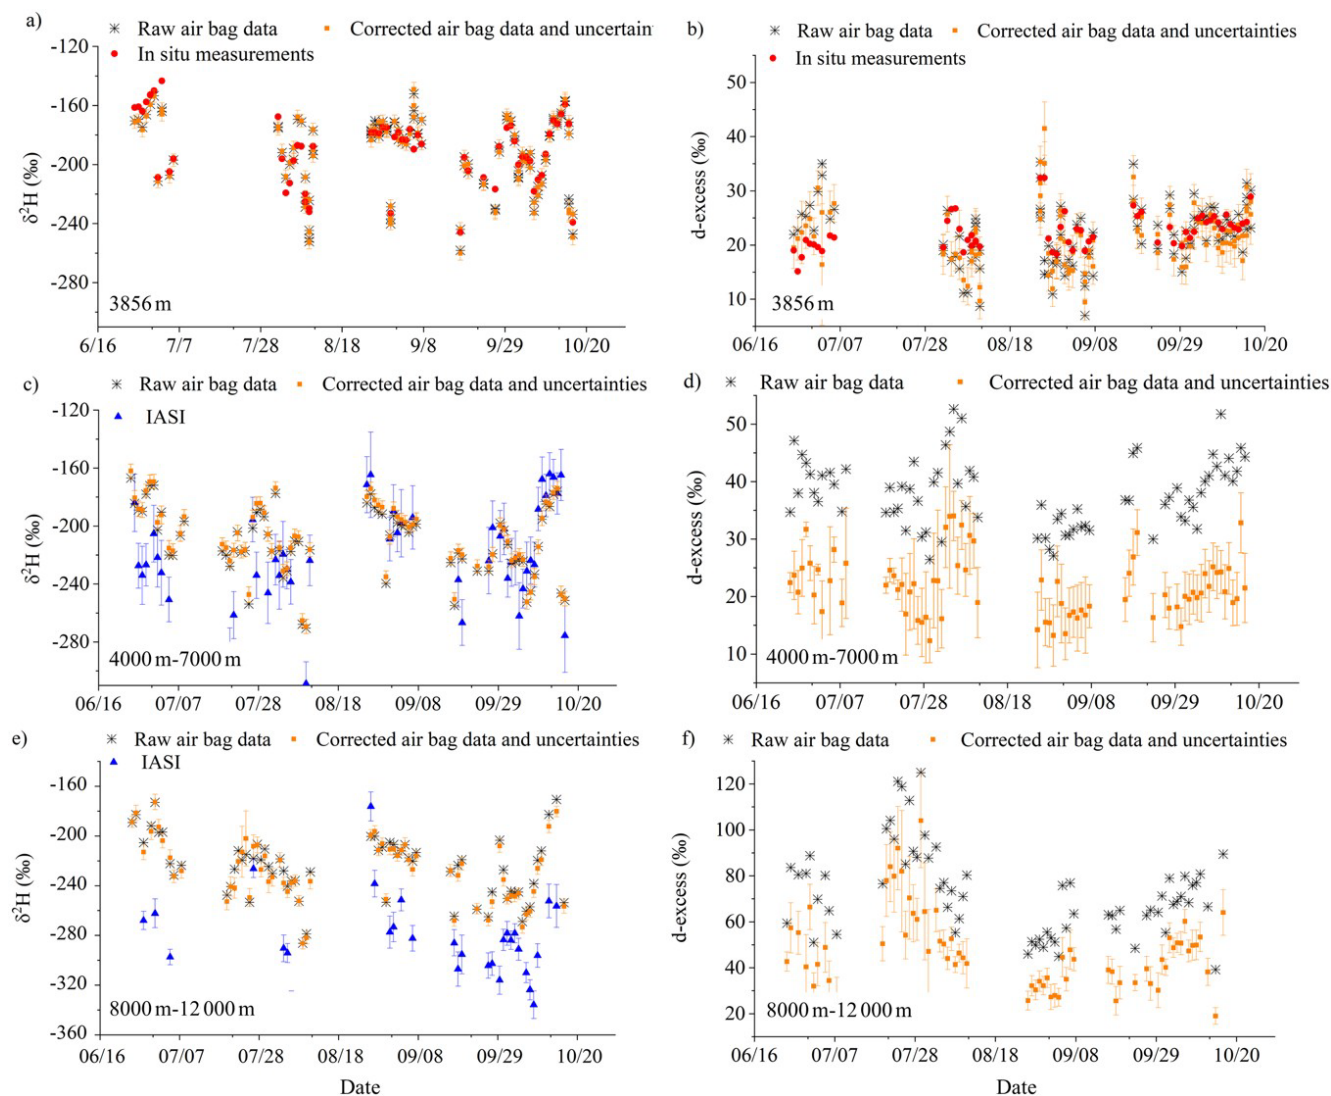 a)
Raw air bag data
Corrected air bag data and uncertain
In situ measurements
-120
-160
-200
-240
-280
δ²H (‰)
3856 m
6/16
7/7
7/28
8/18
9/8
9/29
10/20
b)
Raw air bag data
Corrected air bag data and uncertainties
In situ measurements
50
40
30
20
10
d-excess (‰)
3856 m
06/16
07/07
07/28
08/18
09/08
09/29
10/20
c)
Raw air bag data
Corrected air bag data and uncertainties
IASI
-120
-160
-200
-240
-280
δ²H (‰)
4000 m-7000 m
06/16
07/07
07/28
08/18
09/08
09/29
10/20
d)
Raw air bag data
Corrected air bag data and uncertainties
50
40
30
20
10
d-excess (‰)
4000 m-7000 m
06/16
07/07
07/28
08/18
09/08
09/29
10/20
e)
Raw air bag data
Corrected air bag data and uncertainties
IASI
-160
-200
-240
-280
-320
-360
δ²H (‰)
8000 m-12 000 m
06/16
07/07
07/28
08/18
09/08
09/29
10/20
Date
f)
Raw air bag data
Corrected air bag data and uncertainties
120
100
80
60
40
20
d-excess (‰)
8000 m-12 000 m
06/16
07/07
07/28
08/18
09/08
09/29
10/20
Date